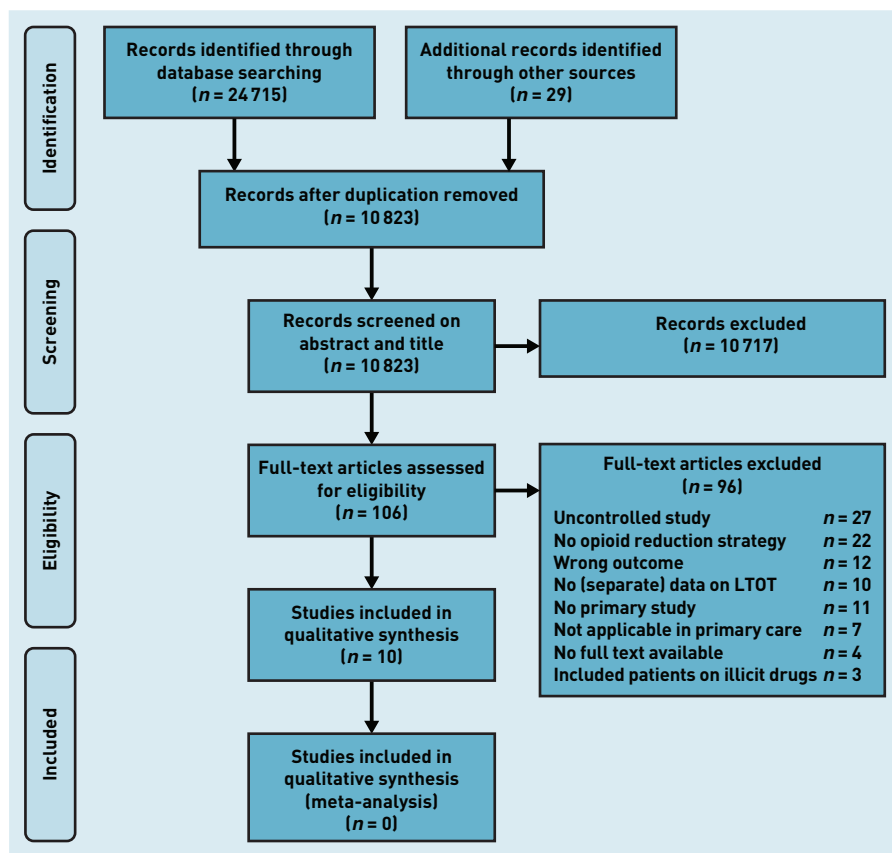 Identification
Records identified through
database searching
(n = 24 715)
Additional records identified
through other sources
(n = 29)
Records after duplication removed
(n = 10 823)
Screening
Records screened on
abstract and title
(n = 10 823)
Records excluded
(n = 10 717)
Eligibility
Full-text articles assessed
for eligibility
(n = 106)
Full-text articles excluded
(n = 96)
Uncontrolled study n = 27
No opioid reduction strategy n = 22
Wrong outcome n = 12
No (separate) data on LTOT n = 10
No primary study n = 11
Not applicable in primary care n = 7
No full text available n = 4
Included patients on illicit drugs n = 3
Studies included in
qualitative synthesis
(n = 10)
Included
Studies included in
qualitative synthesis
(meta-analysis)
(n = 0)